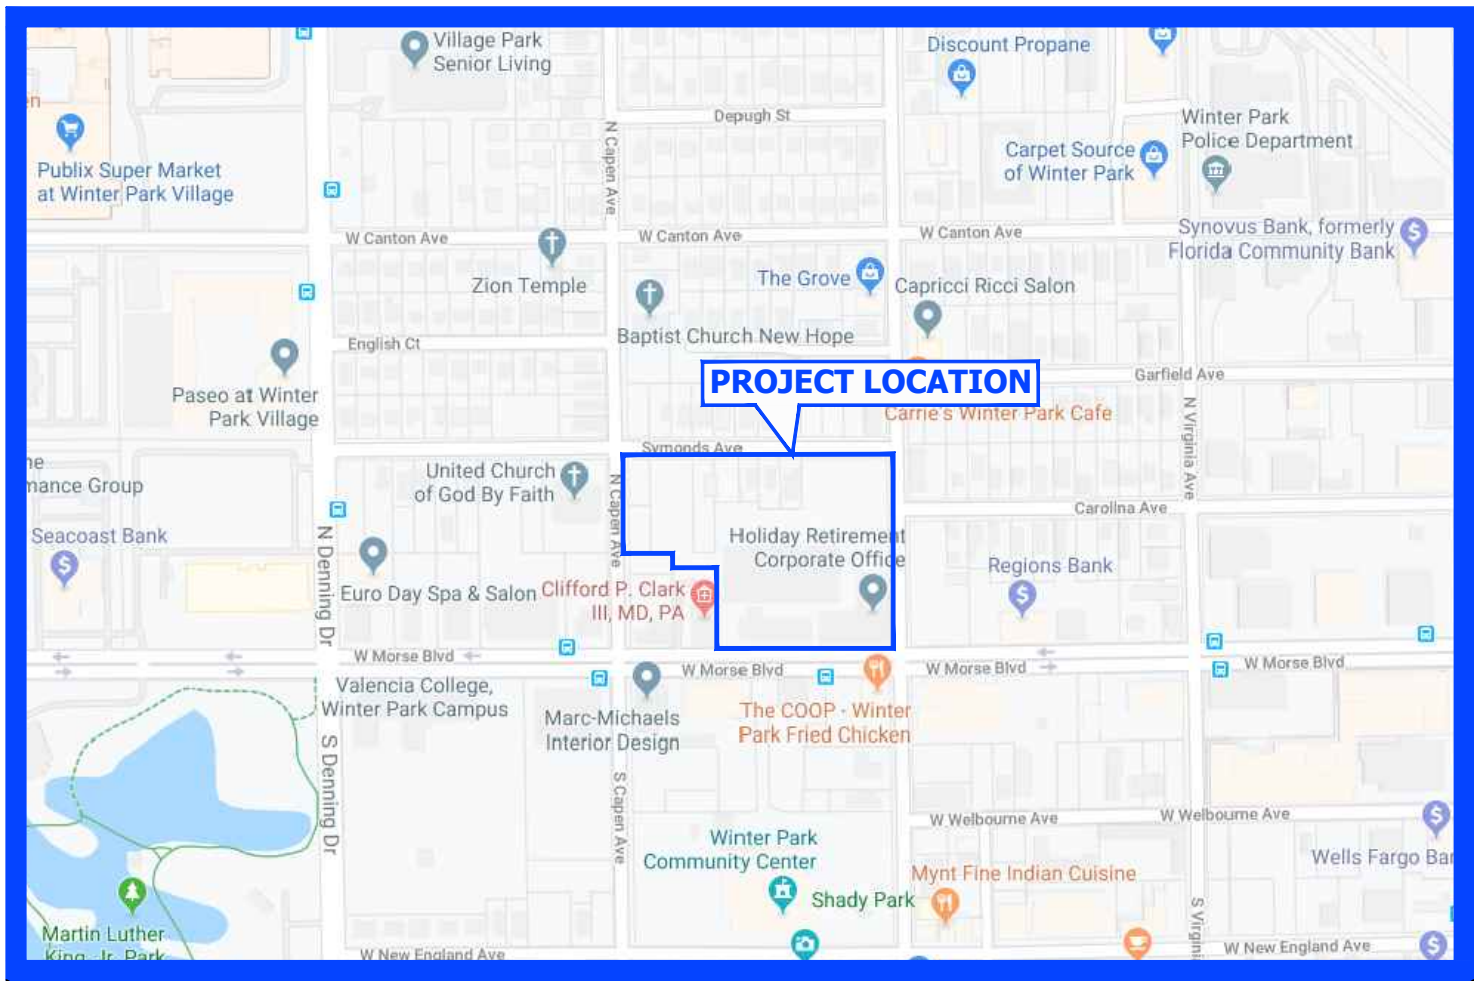 Village Park
Senior Living
Discount Propane
Depugh St
Winter Park
Police Department
N Capen Ave
Carpet Source
of Winter Park
Publix Super Market
at Winter Park Village
W Canton Ave
W Canton Ave
W Canton Ave
Synovus Bank, formerly
Florida Community Bank
Zion Temple
The Grove
Capricci Ricci Salon
Baptist Church New Hope
English Ct
PROJECT LOCATION
Garfield Ave
Paseo at Winter
Park Village
Carrie's Winter Park Cafe
N Virginia Ave
Symonds Ave
United Church
of God By Faith
mance Group
N Capen Ave
Carolina Ave
Seacoast Bank
N Denning Dr
Holiday Retirement
Corporate Office
Regions Bank
Euro Day Spa & Salon
Clifford P. Clark
III, MD, PA
W Morse Blvd
W Morse Blvd
W Morse Blvd
W Morse Blvd
Valencia College,
Winter Park Campus
Marc-Michaels
Interior Design
The COOP - Winter
Park Fried Chicken
S Denning Dr
S Capen Ave
W Welbourne Ave
W Welbourne Ave
Winter Park
Community Center
Wells Fargo Ban
Mynt Fine Indian Cuisine
Shady Park
S Virgini
Martin Luther
King, Jr. Park
W New England Ave
W New England Ave